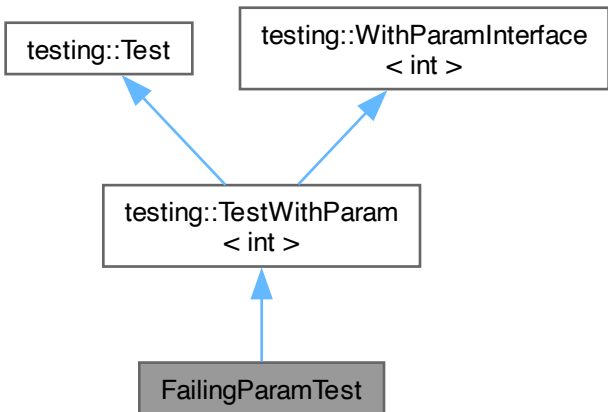 testing::Test
testing::WithParamInterface
< int >
testing::TestWithParam
< int >
FailingParamTest